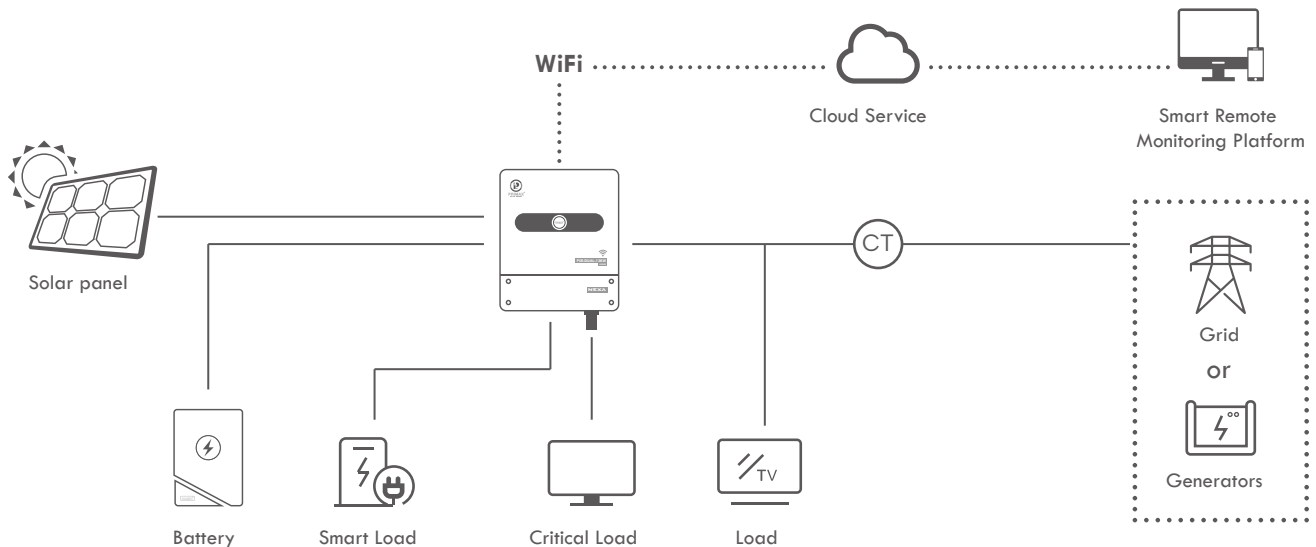 WiFi
Cloud Service
Smart Remote
Monitoring Platform
Solar panel
CT
Grid
or
Generators
TV
Battery
Smart Load
Critical Load
Load